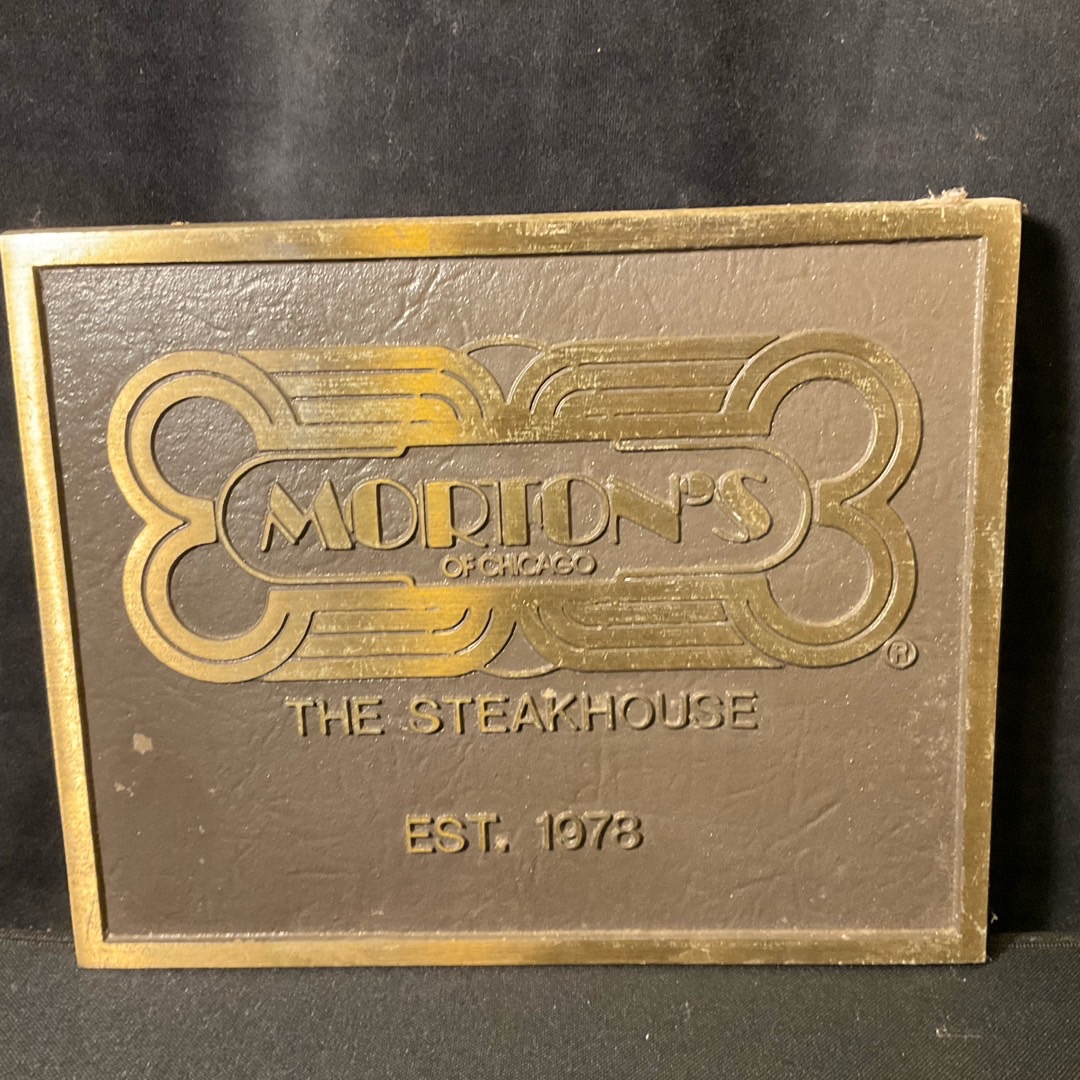 MORTON'S
OF CHICAGO
®
THE STEAKHOUSE
EST. 1978